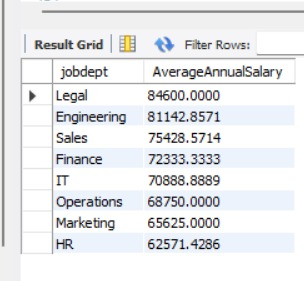 Result Grid Filter Rows:
jobdept AverageAnnualSalary
Legal 84600.0000
Engineering 81142.8571
Sales 75428.5714
Finance 72333.3333
IT 70888.8889
Operations 68750.0000
Marketing 65625.0000
HR 62571.4286